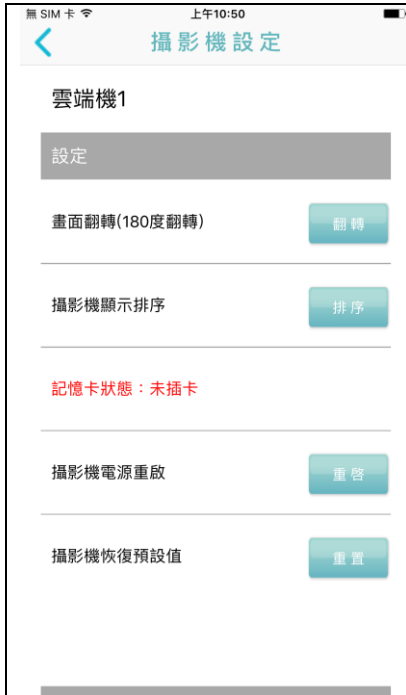 無 SIM 卡 上午10:50
攝影機設定
雲端機1
設定
畫面翻轉(180度翻轉) 翻轉
攝影機顯示排序 排序
記憶卡狀態：未插卡
攝影機電源重啟 重啓
攝影機恢復預設值 重置